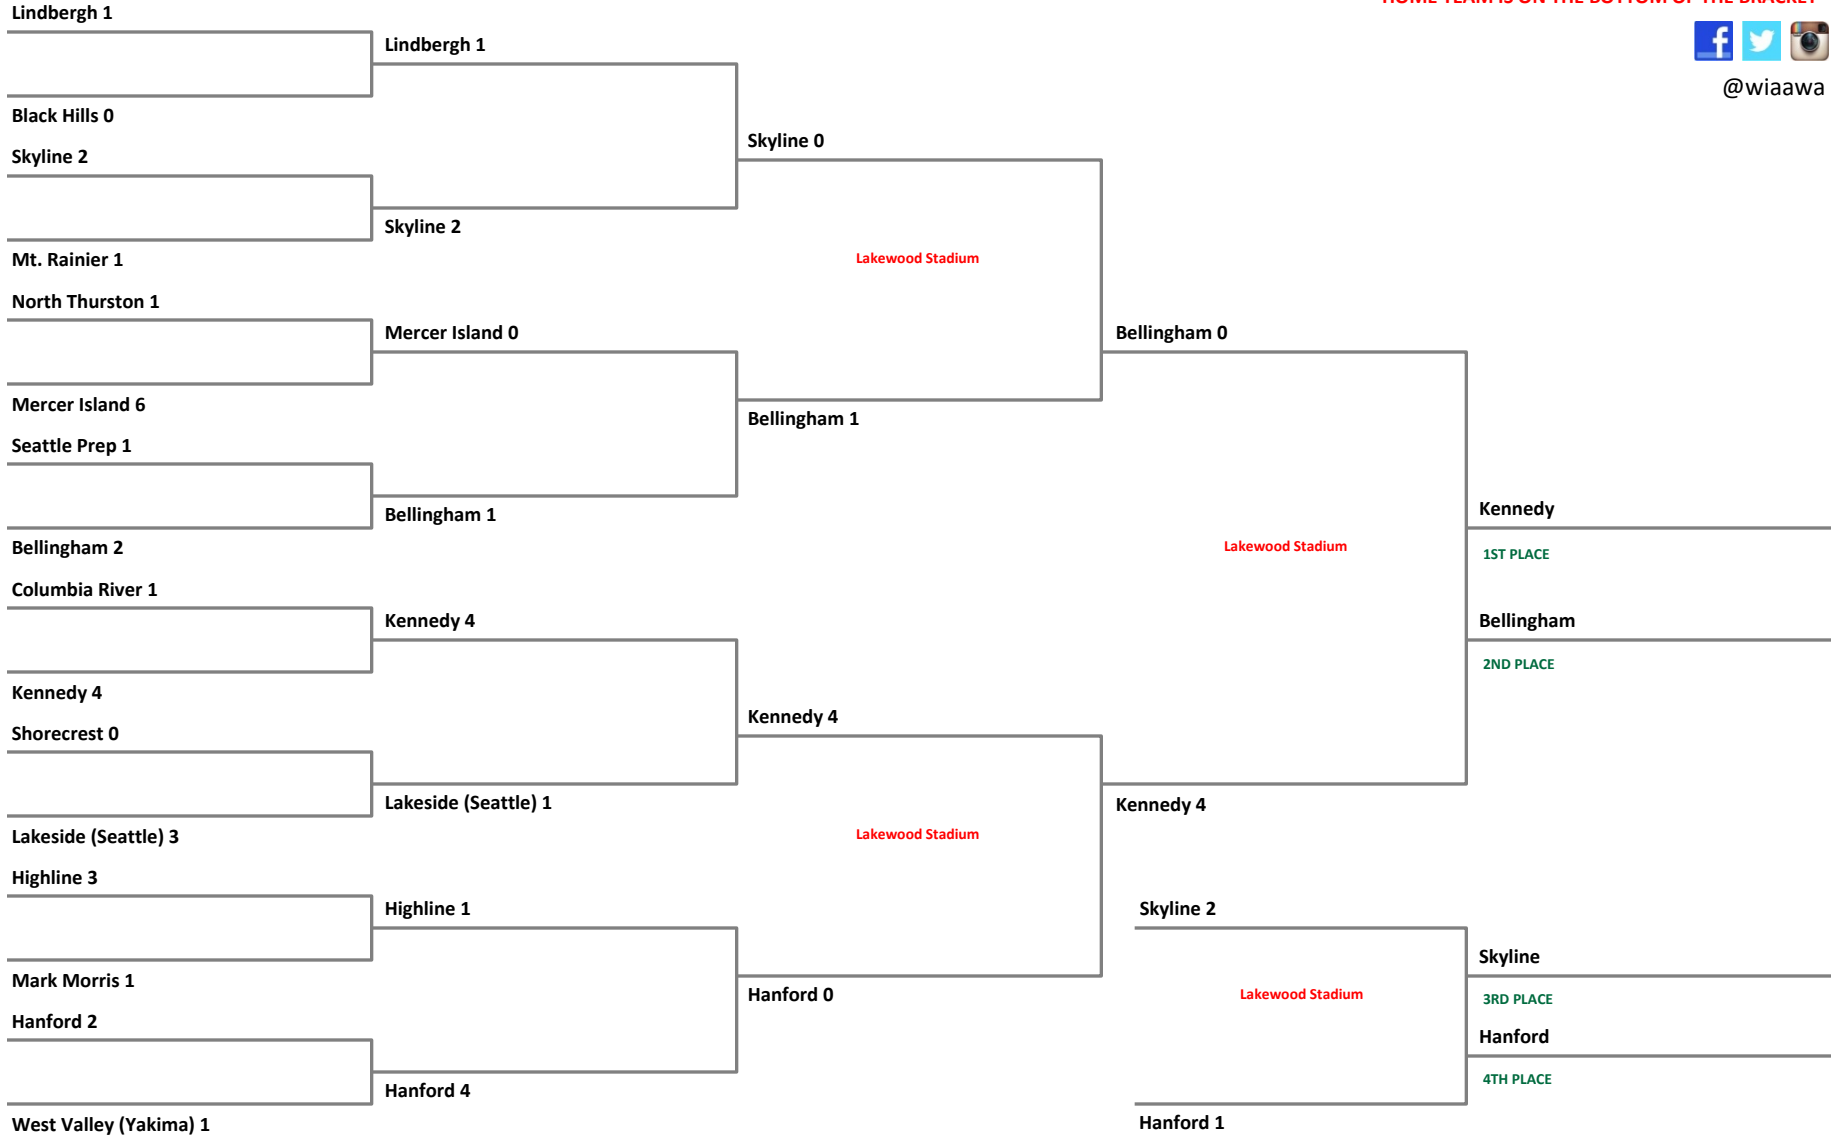 HOME TEAM IS ON THE BOTTOM OF THE BRACKET
@wiaawa
Lindbergh 1
Black Hills 0
Skyline 2
Mt. Rainier 1
North Thurston 1
Mercer Island 6
Seattle Prep 1
Bellingham 2
Columbia River 1
Kennedy 4
Shorecrest 0
Lakeside (Seattle) 3
Highline 3
Mark Morris 1
Hanford 2
West Valley (Yakima) 1
Lindbergh 1
Skyline 2
Mercer Island 0
Bellingham 1
Kennedy 4
Lakeside (Seattle) 1
Highline 1
Hanford 4
Skyline 0
Lakewood Stadium
Bellingham 1
Kennedy 4
Lakewood Stadium
Hanford 0
Bellingham 0
Lakewood Stadium
Kennedy 4
Skyline 2
Lakewood Stadium
Hanford 1
Kennedy
1ST PLACE
Bellingham
2ND PLACE
Skyline
3RD PLACE
Hanford
4TH PLACE